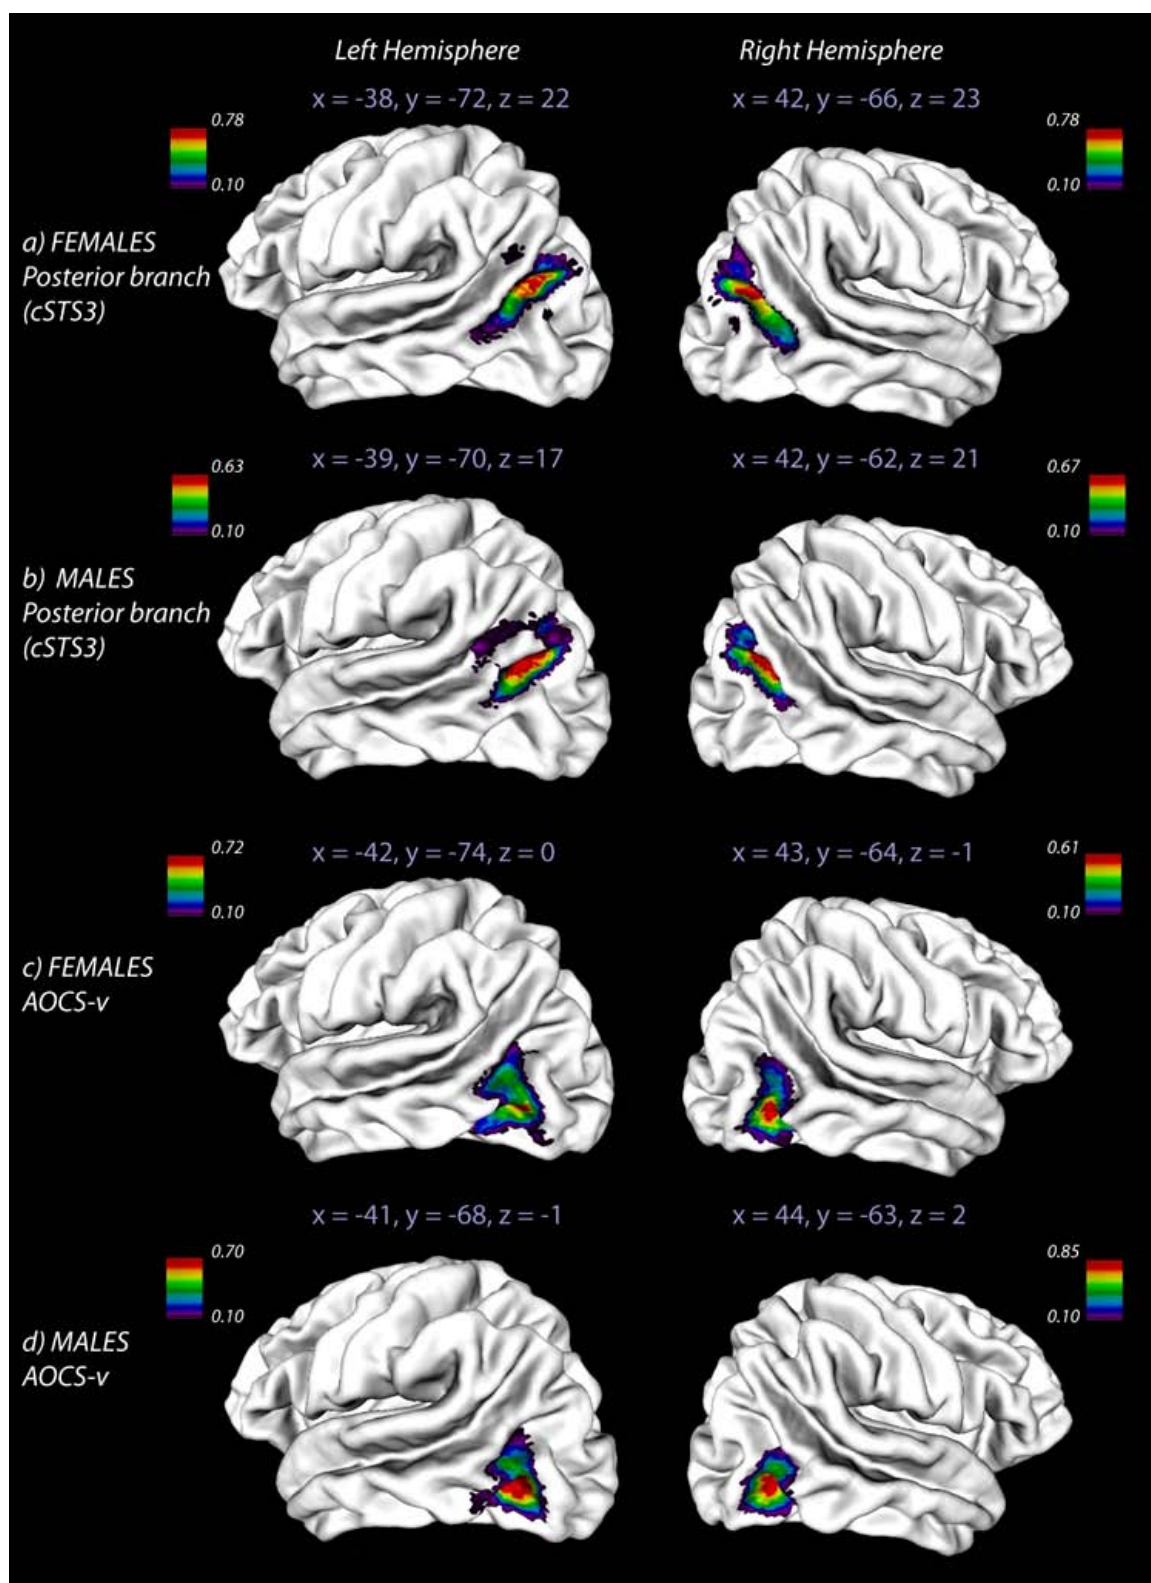 Left Hemisphere
Right Hemisphere
x = -38, y = -72, z = 22
x = 42, y = -66, z = 23
0.78
0.10
0.78
0.10
a) FEMALES
Posterior branch
(cSTS3)
x = -39, y = -70, z =17
x = 42, y = -62, z = 21
0.63
0.10
0.67
0.10
b) MALES
Posterior branch
(cSTS3)
x = -42, y = -74, z = 0
x = 43, y = -64, z = -1
0.72
0.10
0.61
0.10
c) FEMALES
AOCS-v
x = -41, y = -68, z = -1
x = 44, y = -63, z = 2
0.70
0.10
0.85
0.10
d) MALES
AOCS-v